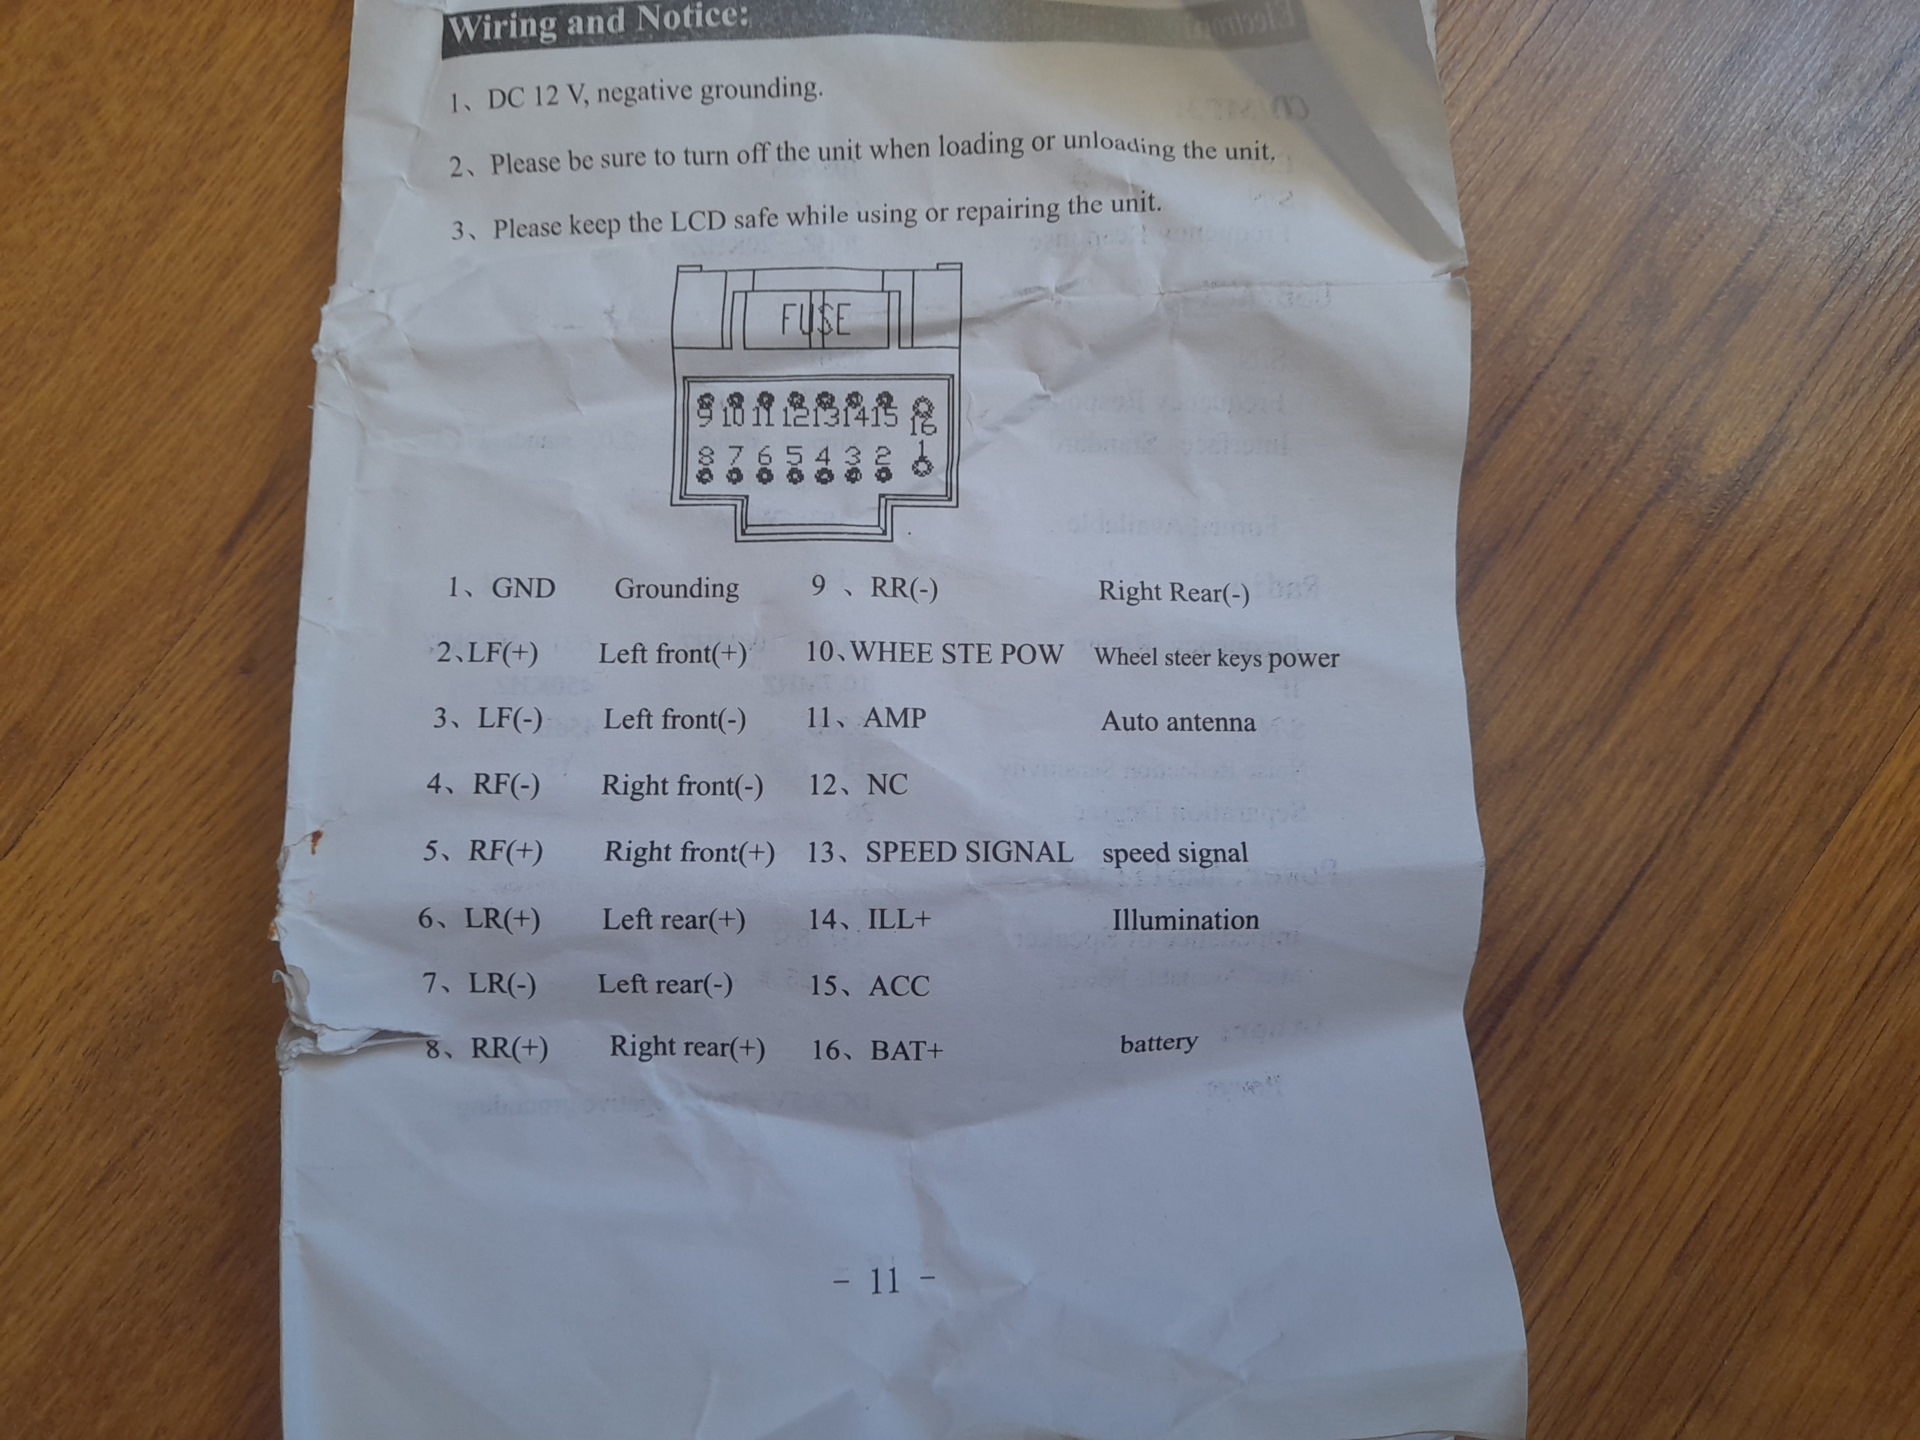 Wiring and Notice:
1、DC 12 V, negative grounding.
2、Please be sure to turn off the unit when loading or unloading the unit.
3、Please keep the LCD safe while using or repairing the unit.
FUSE
9 10 11 12 13 14 15 16
8 7 6 5 4 3 2 1
1、GND Grounding 9 、RR(-) Right Rear(-)
2、LF(+) Left front(+) 10、WHEE STE POW Wheel steer keys power
3、LF(-) Left front(-) 11、AMP Auto antenna
4、RF(-) Right front(-) 12、NC
5、RF(+) Right front(+) 13、SPEED SIGNAL speed signal
6、LR(+) Left rear(+) 14、ILL+ Illumination
7、LR(-) Left rear(-) 15、ACC
8、RR(+) Right rear(+) 16、BAT+ battery
- 11 -